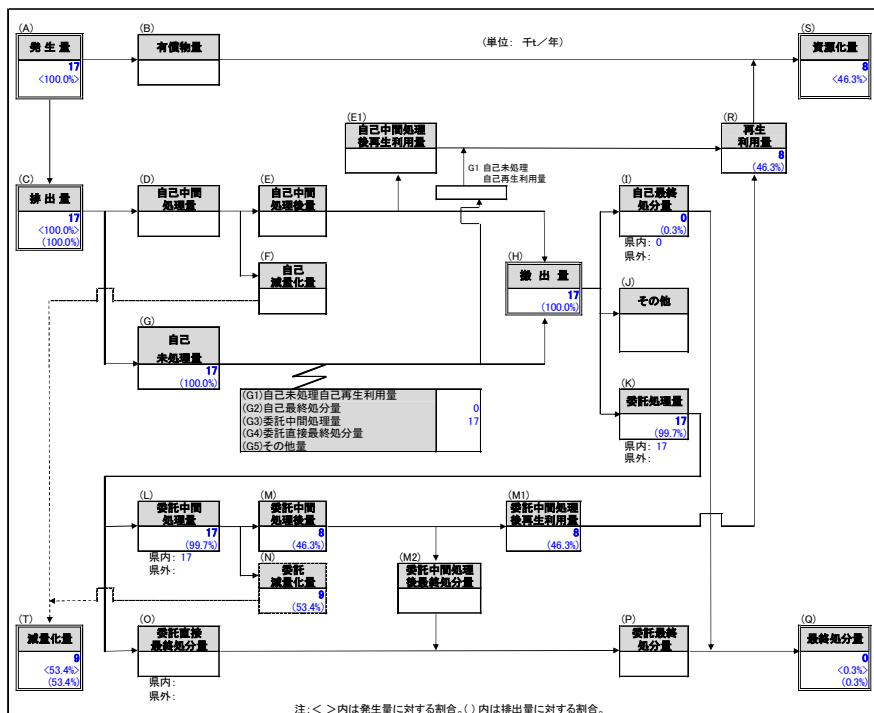 (A)
発 生 量
17
<100.0%>
(B)
有償物量
(単位: 千t/年)
(S)
資源化量
8
<46.3%>
(E1)
自己中間処理
後再生利用量
(R)
再生
利用量
8
(46.3%)
G1 自己未処理
自己再生利用量
(C)
排 出 量
17
<100.0%>
(100.0%)
(D)
自己中間
処理量
(E)
自己中間
処理後量
(I)
自己最終
処分量
0
(0.3%)
県内: 0
県外:
(F)
自己
減量化量
(H)
搬 出 量
17
(100.0%)
(J)
その他
(G)
自己
未処理量
17
(100.0%)
(G1)自己未処理自己再生利用量
(G2)自己最終処分量 0
(G3)委託中間処理量 17
(G4)委託直接最終処分量
(G5)その他量
(K)
委託処理量
17
(99.7%)
県内: 17
県外:
(L)
委託中間
処理量
17
(99.7%)
県内: 17
県外:
(M)
委託中間
処理後量
8
(46.3%)
(M1)
委託中間処理
後再生利用量
8
(46.3%)
(N)
委託
減量化量
9
(53.4%)
(M2)
委託中間処理
後最終処分量
(T)
減量化量
9
<53.4%>
(53.4%)
(O)
委託直接
最終処分量
県内:
県外:
(P)
委託最終
処分量
(Q)
最終処分量
0
<0.3%>
(0.3%)
注:< >内は発生量に対する割合。( )内は排出量に対する割合。